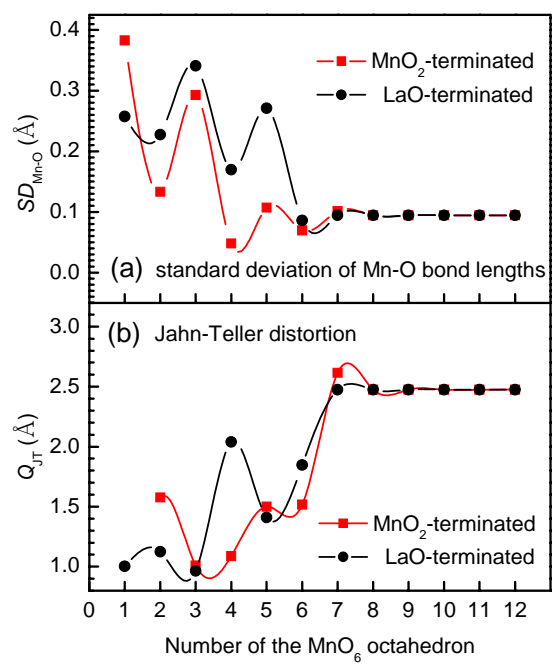 0.4
0.3
0.2
0.1
0.0
SD_Mn-O (Å)
MnO₂-terminated
LaO-terminated
(a) standard deviation of Mn-O bond lengths
(b) Jahn-Teller distortion
3.0
2.5
2.0
1.5
1.0
Q_JT (Å)
MnO₂-terminated
LaO-terminated
0 1 2 3 4 5 6 7 8 9 10 11 12
Number of the MnO₆ octahedron